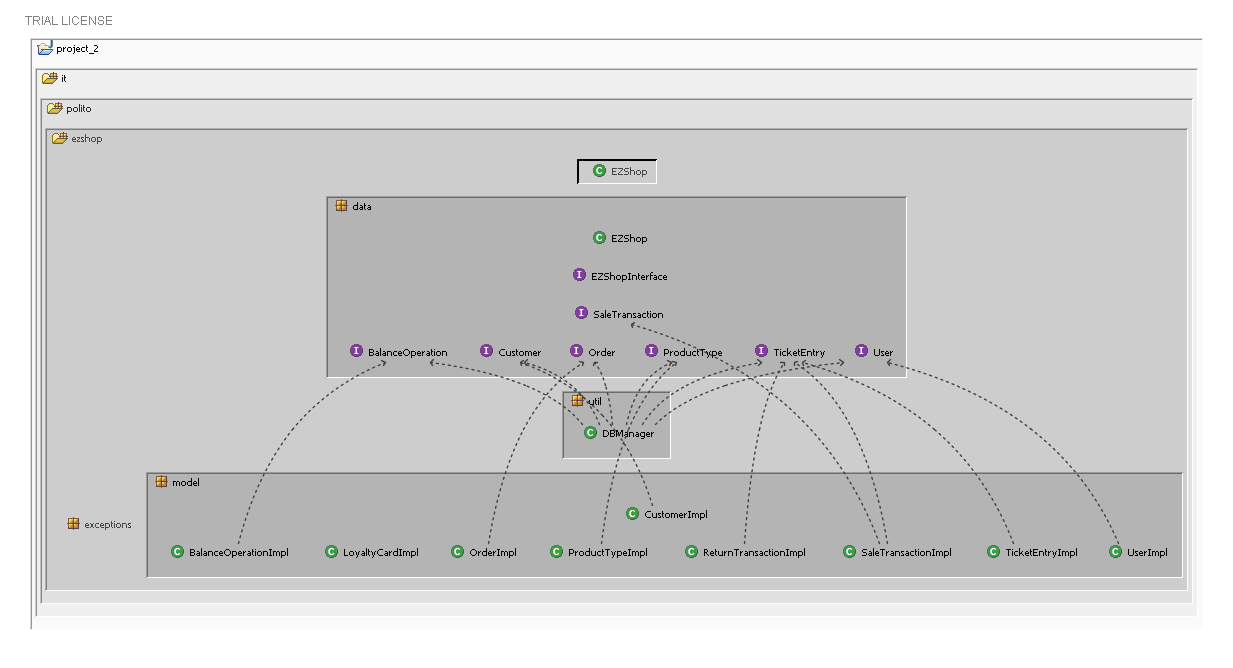 TRIAL LICENSE
project_2
it
polito
ezshop
EZShop
data
EZShop
EZShopInterface
SaleTransaction
BalanceOperation Customer Order ProductType TicketEntry User
util
DBManager
model
CustomerImpl
exceptions
BalanceOperationImpl LoyaltyCardImpl OrderImpl ProductTypeImpl ReturnTransactionImpl SaleTransactionImpl TicketEntryImpl UserImpl